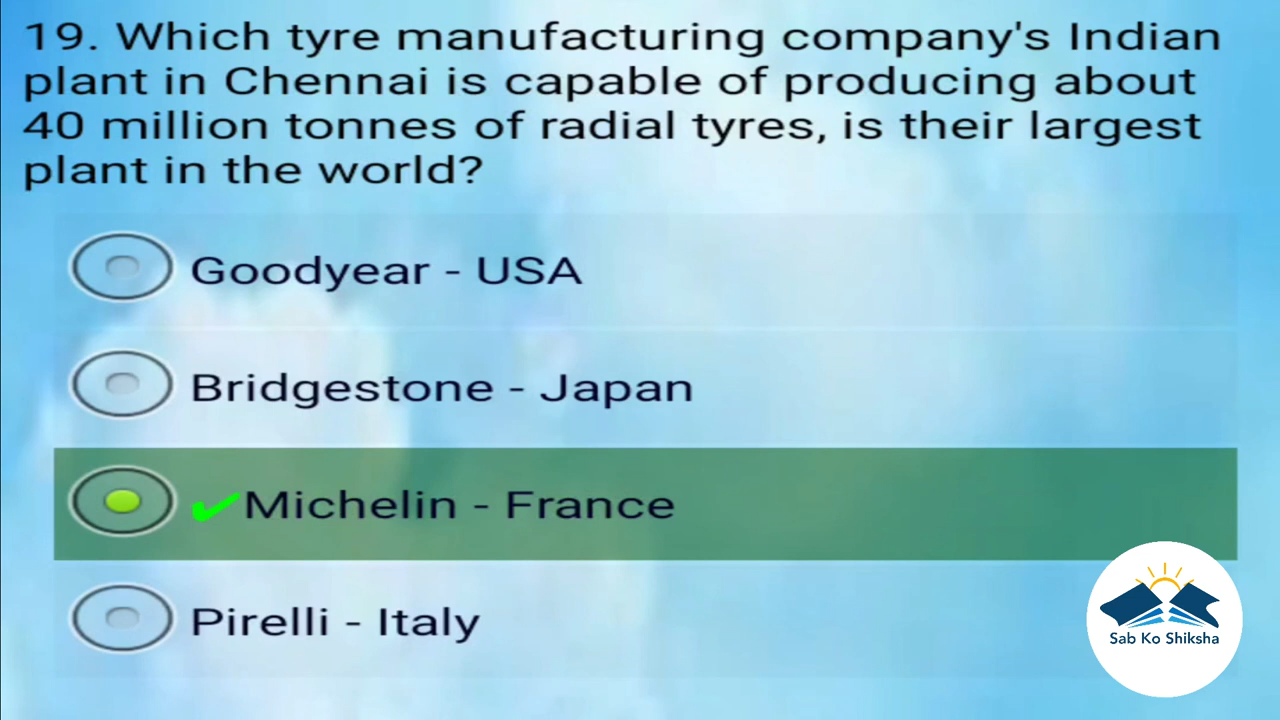 19. Which tyre manufacturing company's Indian
plant in Chennai is capable of producing about
40 million tonnes of radial tyres, is their largest
plant in the world?
Goodyear - USA
Bridgestone - Japan
✔Michelin - France
Pirelli - Italy
Sab Ko Shiksha